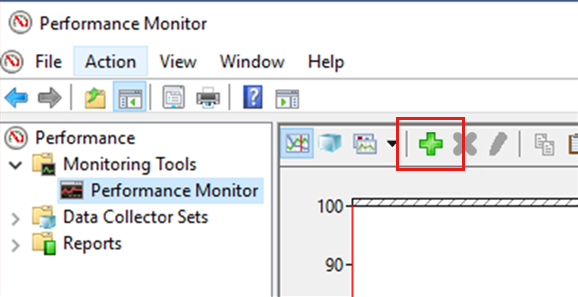 Performance Monitor
File Action View Window Help
Performance
Monitoring Tools
Performance Monitor
Data Collector Sets
Reports
100
90